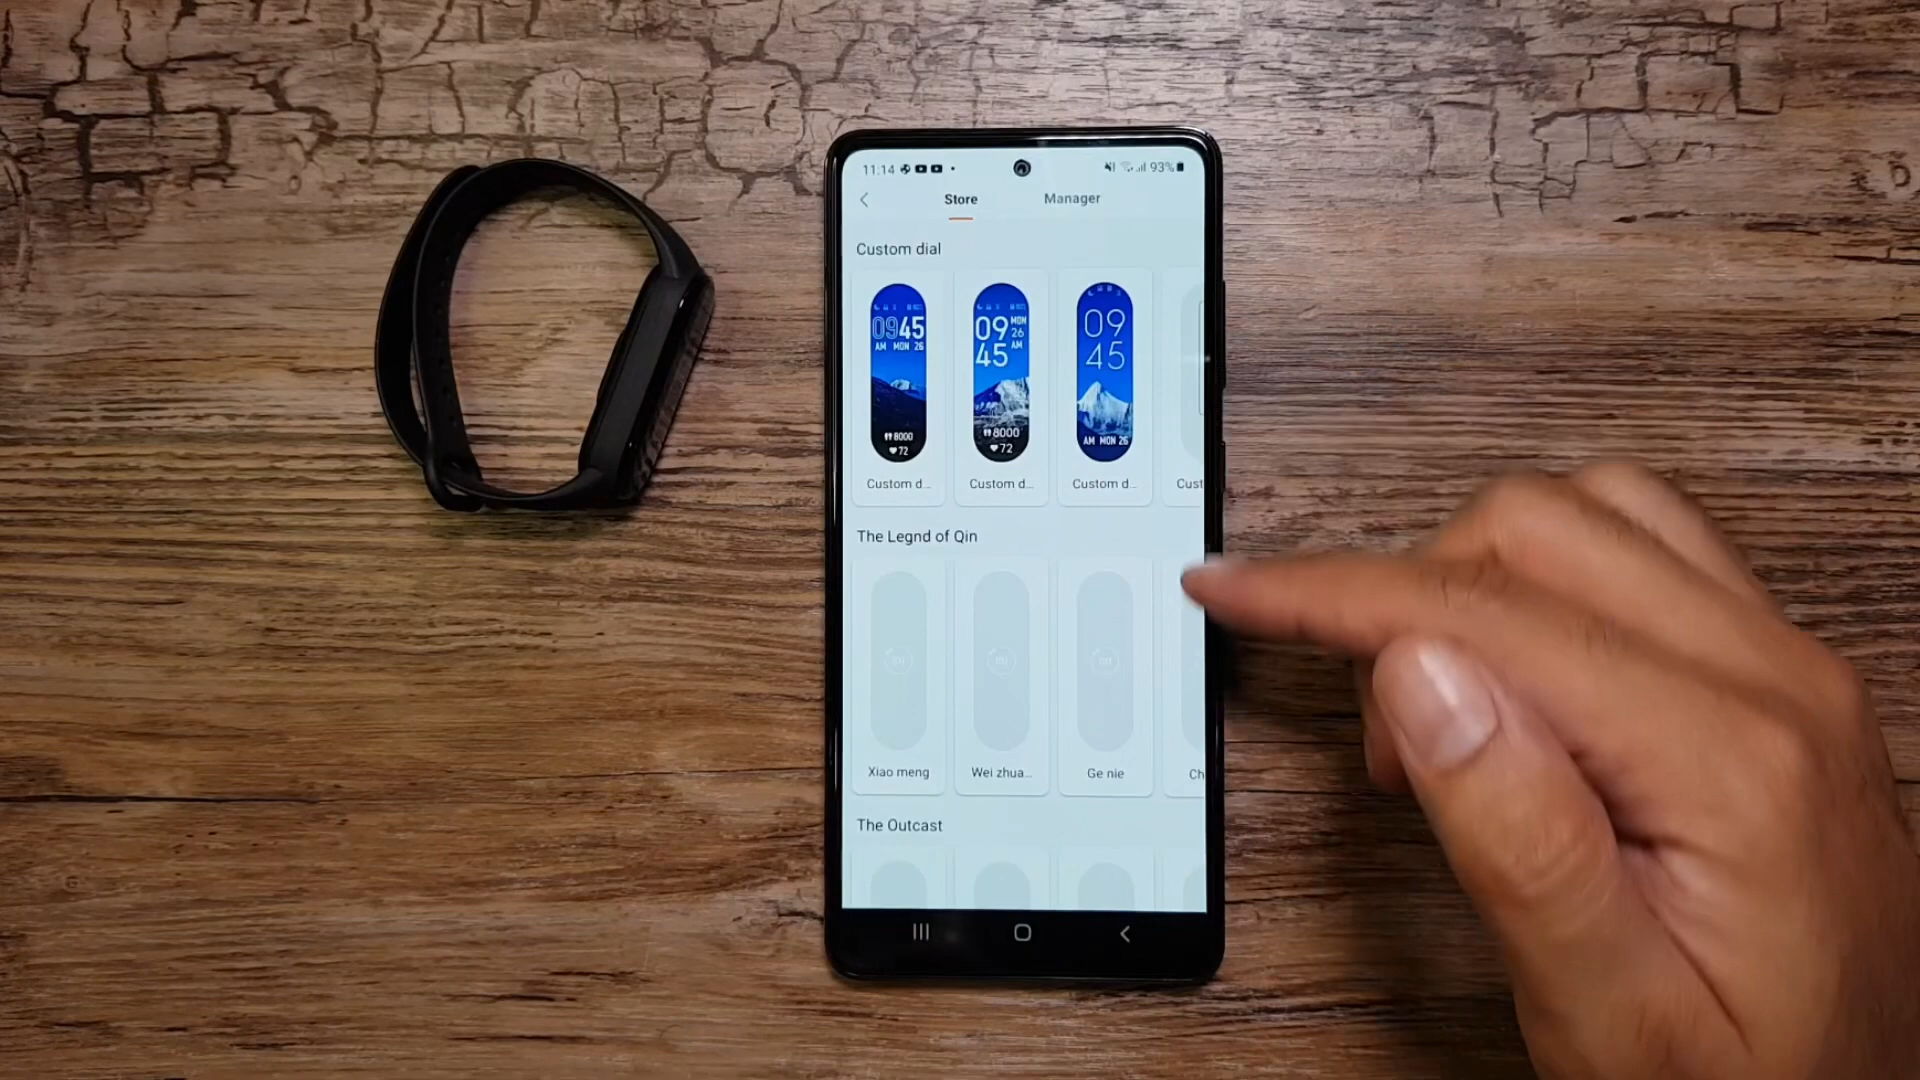 11:14 93%
Store Manager
Custom dial
0945
AM MON 26
8000
72
09 MON
26
45 AM
8000
72
09
45
AM MON 26
Custom d...
Custom d...
Custom d...
Cust
The Legnd of Qin
Xiao meng
Wei zhua...
Ge nie
Ch
The Outcast